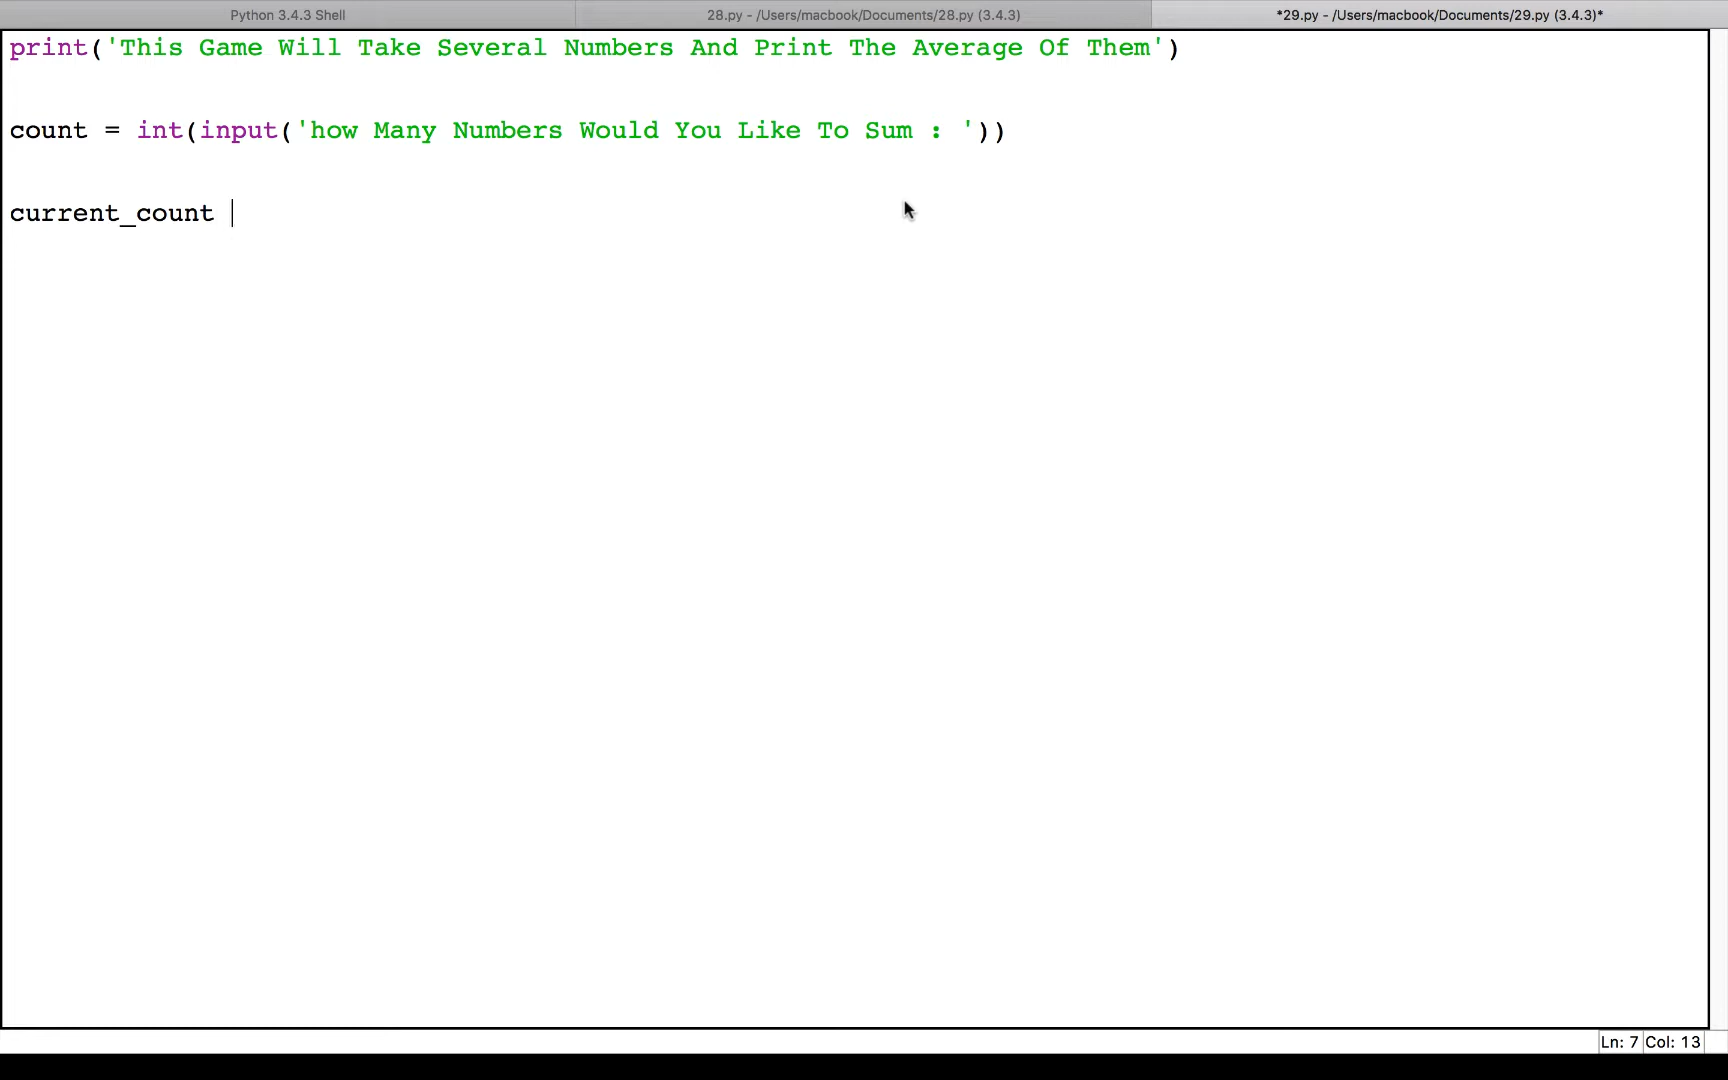 Python 3.4.3 Shell
28.py - /Users/macbook/Documents/28.py (3.4.3)
*29.py - /Users/macbook/Documents/29.py (3.4.3)*
print('This Game Will Take Several Numbers And Print The Average Of Them')
count = int(input('how Many Numbers Would You Like To Sum : '))
current_count
Ln: 7 Col: 13